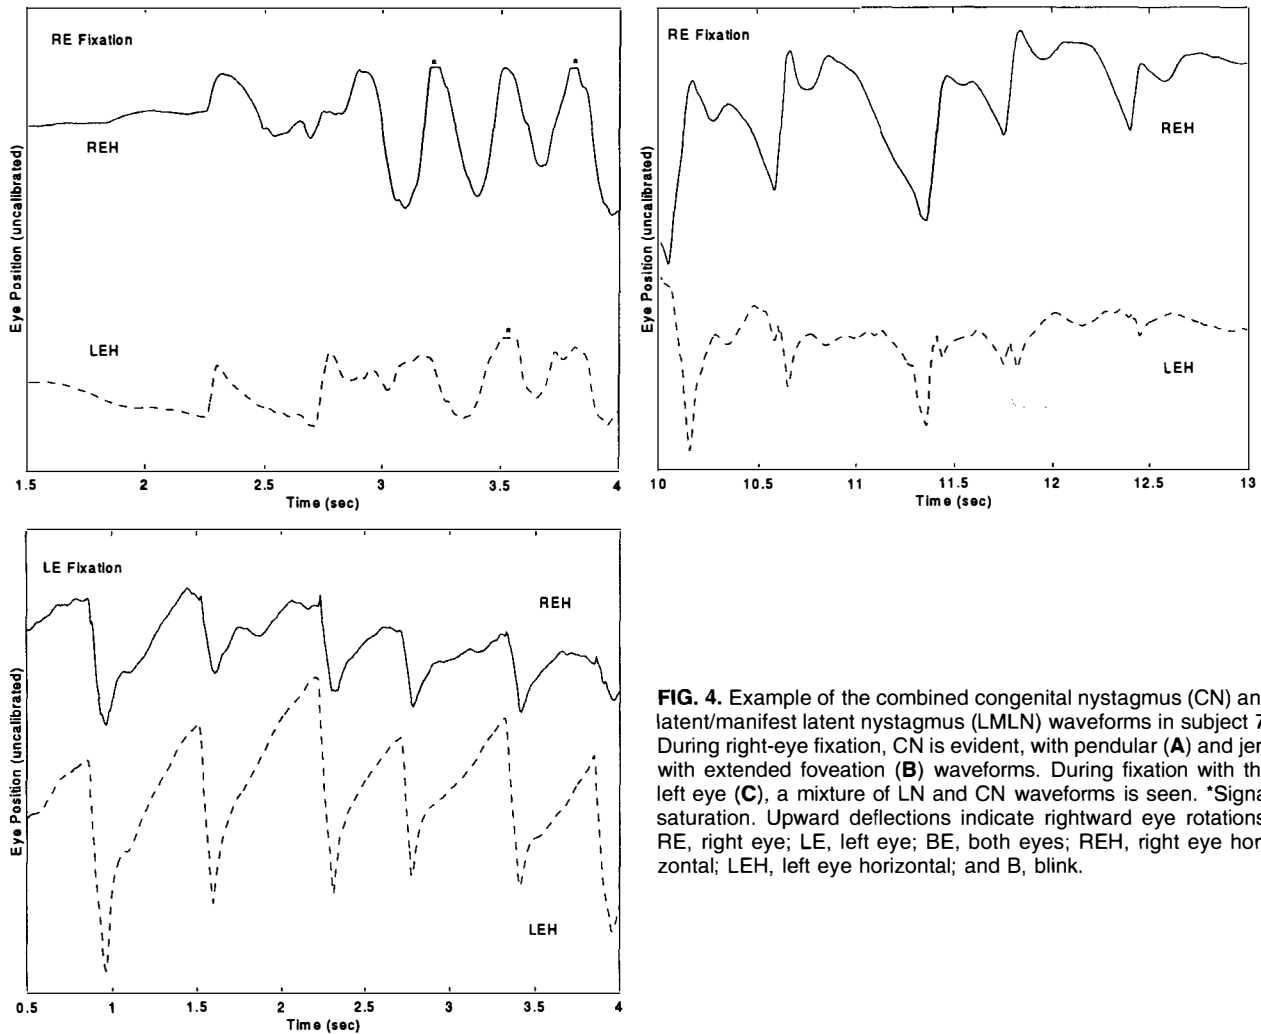 RE Fixation
*
*
REH
LEH
*
Eye Position (uncalibrated)
1.5 2 2.5 3 3.5 4
Time (sec)
RE Fixation
REH
LEH
Eye Position (uncalibrated)
10 10.5 11 11.5 12 12.5 13
Time (sec)
LE Fixation
REH
LEH
Eye Position (uncalibrated)
0.5 1 1.5 2 2.5 3 3.5 4
Time (sec)
FIG. 4. Example of the combined congenital nystagmus (CN) an
latent/manifest latent nystagmus (LMLN) waveforms in subject 7
During right-eye fixation, CN is evident, with pendular (A) and jer
with extended foveation (B) waveforms. During fixation with th
left eye (C), a mixture of LN and CN waveforms is seen. *Signa
saturation. Upward deflections indicate rightward eye rotations
RE, right eye; LE, left eye; BE, both eyes; REH, right eye hor
zontal; LEH, left eye horizontal; and B, blink.